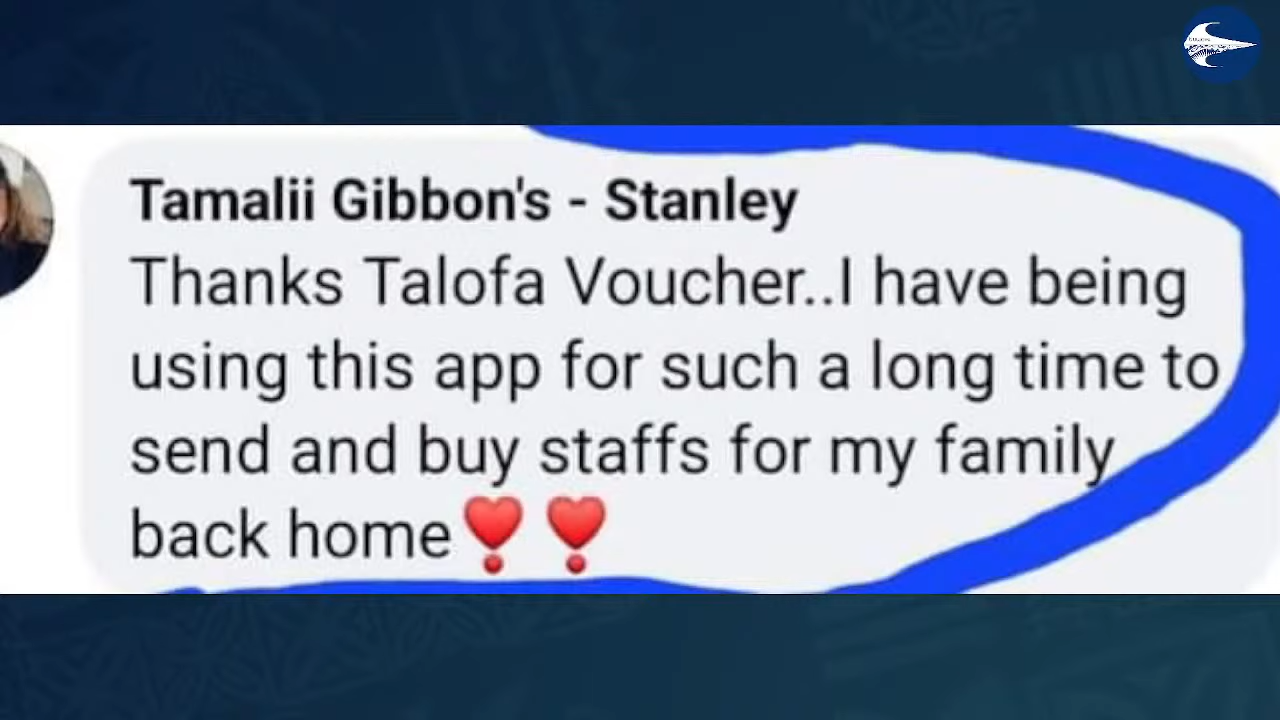 Tamalii Gibbon's - Stanley
Thanks Talofa Voucher..I have being
using this app for such a long time to
send and buy staffs for my family
back home❣️❣️